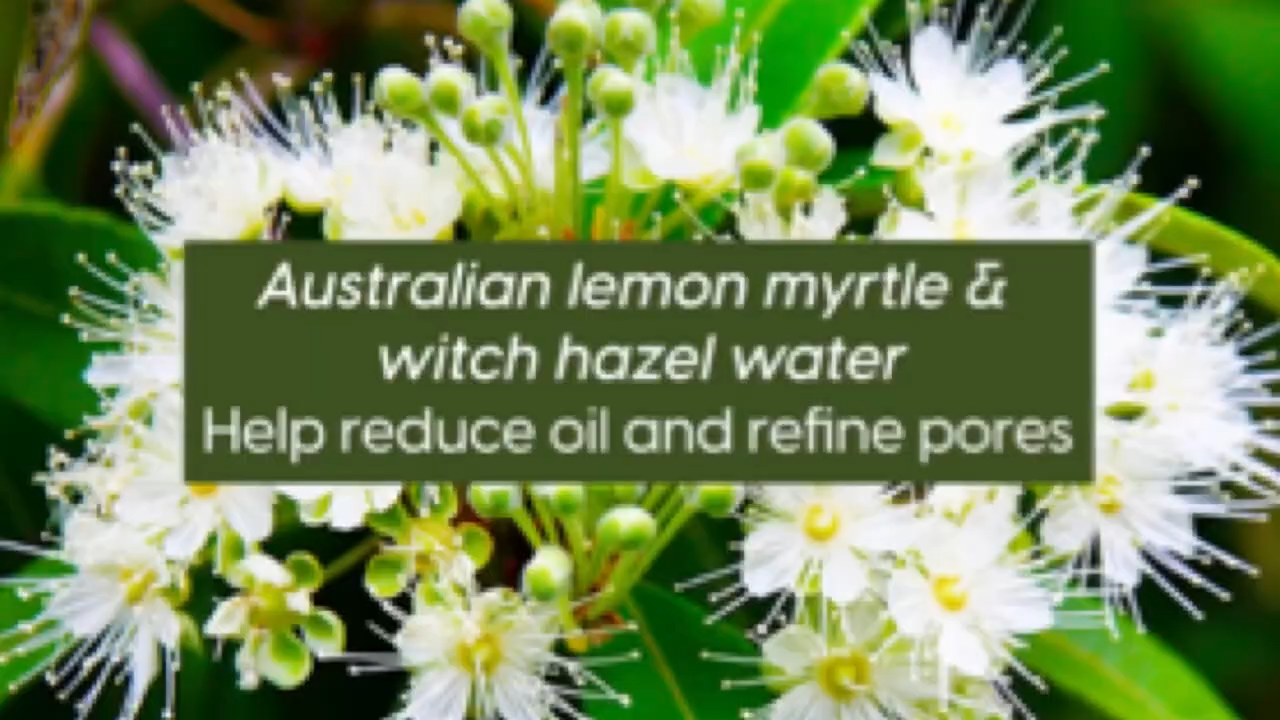 Australian lemon myrtle &
witch hazel water
Help reduce oil and refine pores